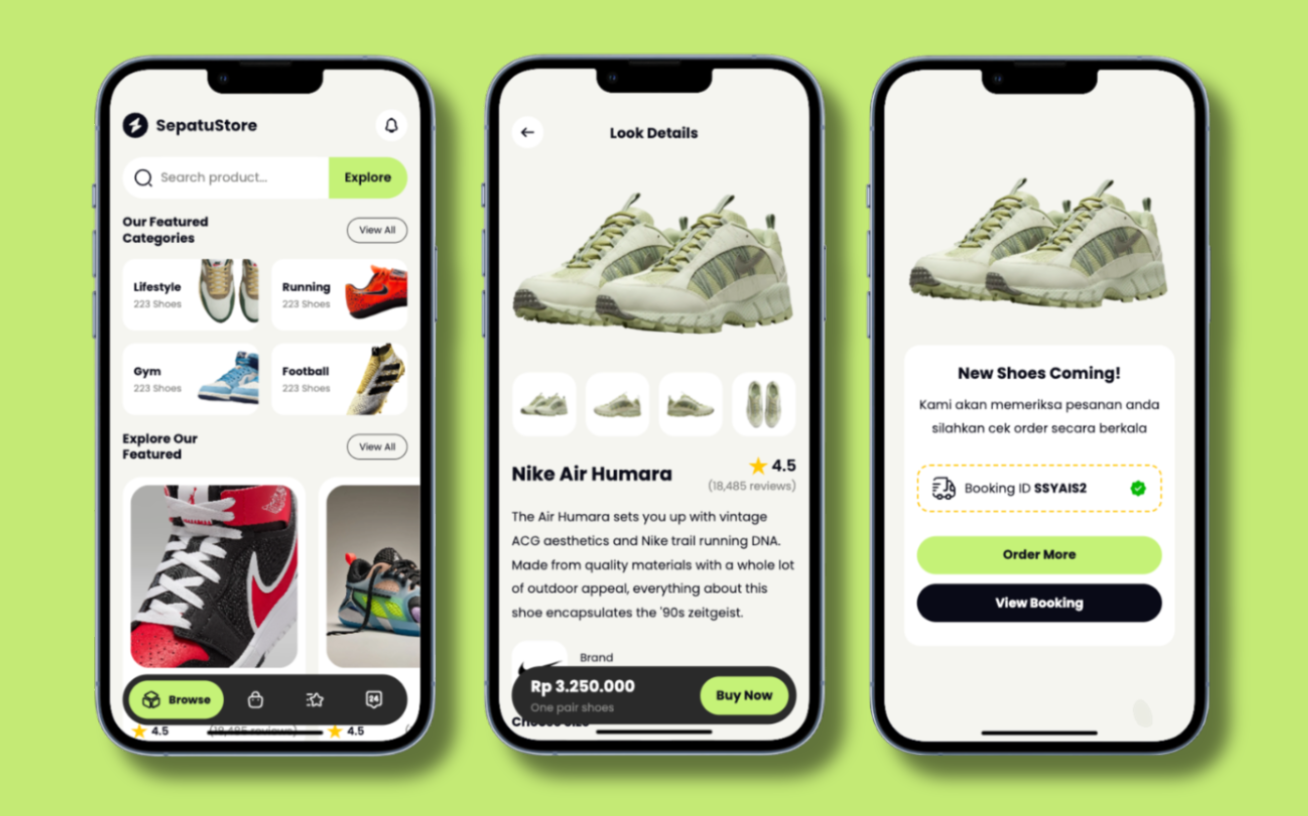 SepatuStore
Search product...
Explore
Our Featured
Categories
View All
Lifestyle
223 Shoes
Running
223 Shoes
Gym
223 Shoes
Football
223 Shoes
Explore Our
Featured
View All
Browse
24
4.5
(18,485 reviews)
4.5
Look Details
Nike Air Humara
4.5
(18,485 reviews)
The Air Humara sets you up with vintage
ACG aesthetics and Nike trail running DNA.
Made from quality materials with a whole lot
of outdoor appeal, everything about this
shoe encapsulates the '90s zeitgeist.
Brand
Rp 3.250.000
One pair shoes
Buy Now
New Shoes Coming!
Kami akan memeriksa pesanan anda
silahkan cek order secara berkala
Booking ID SSYAIS2
Order More
View Booking